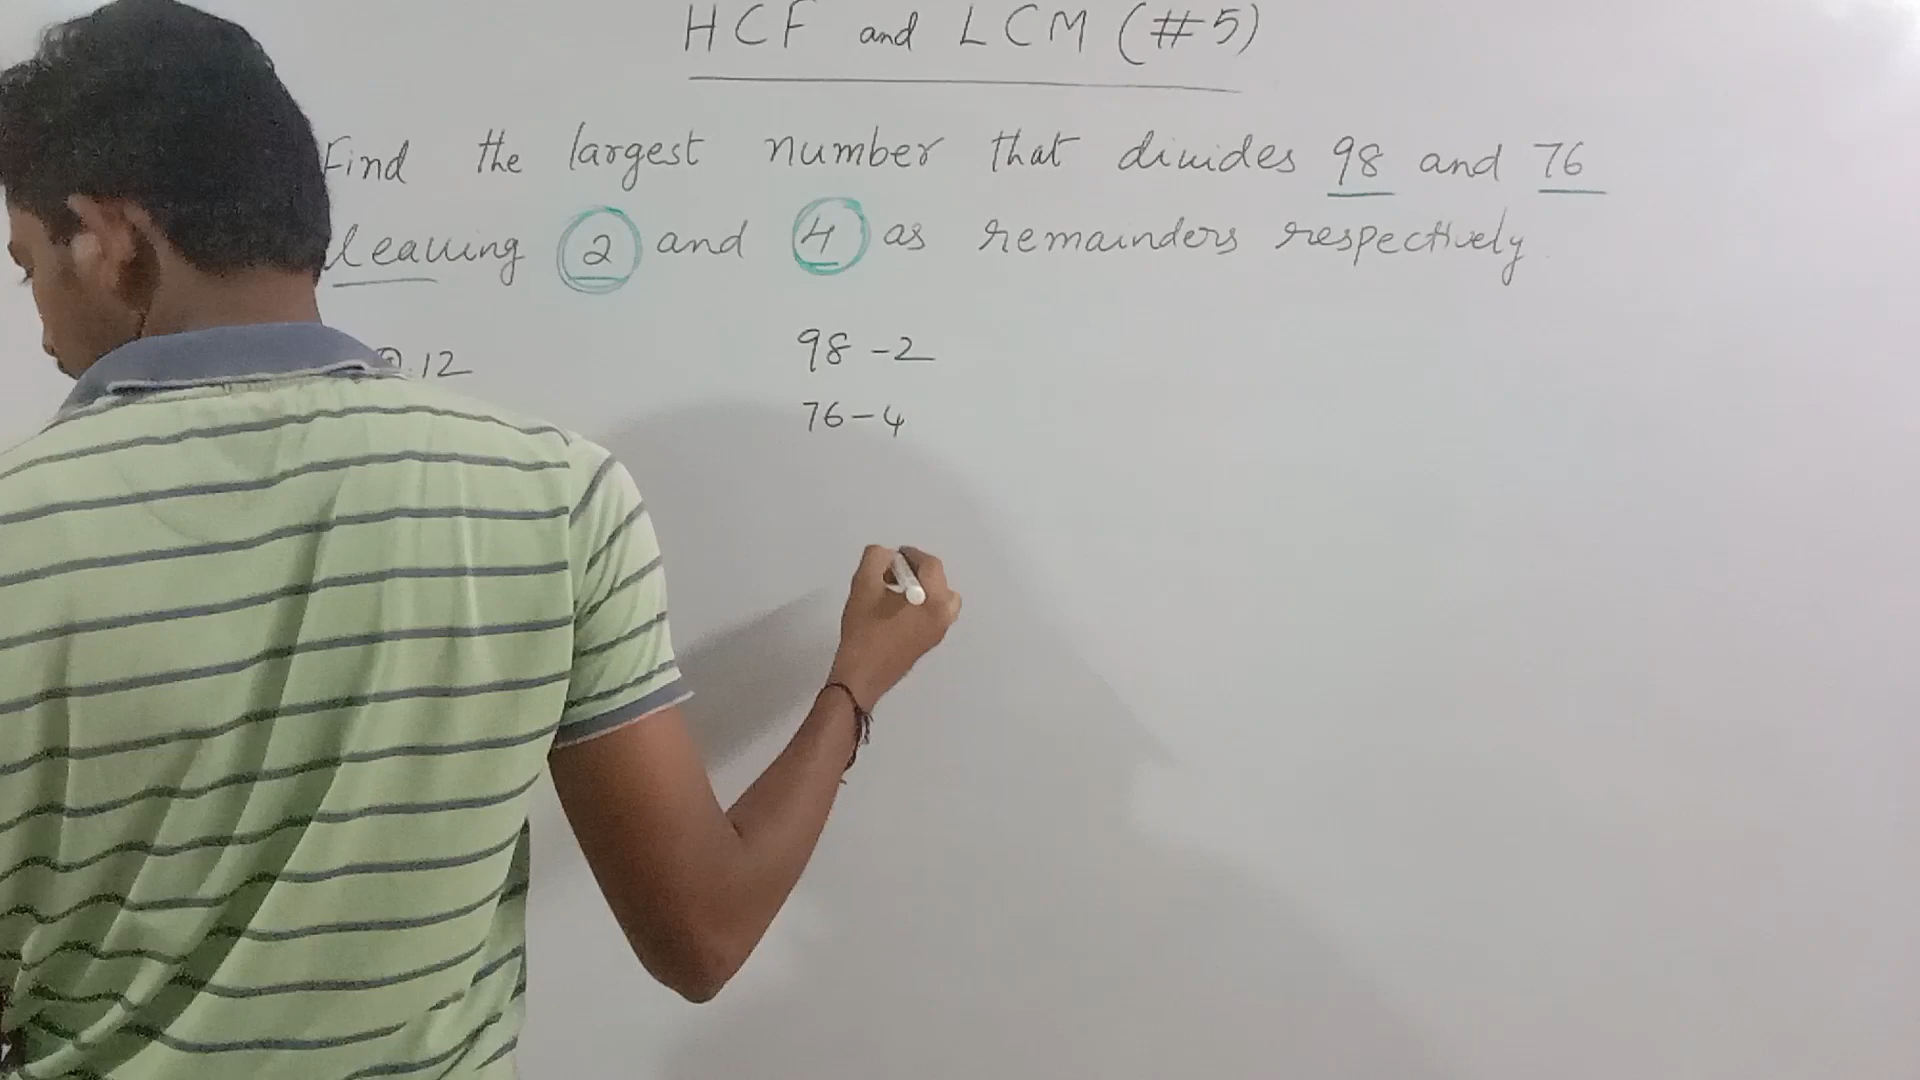 HCF and LCM (#5)
Find the largest number that divides 98 and 76
leaving 2 and 4 as remainders respectively
12
98 - 2
76 - 4